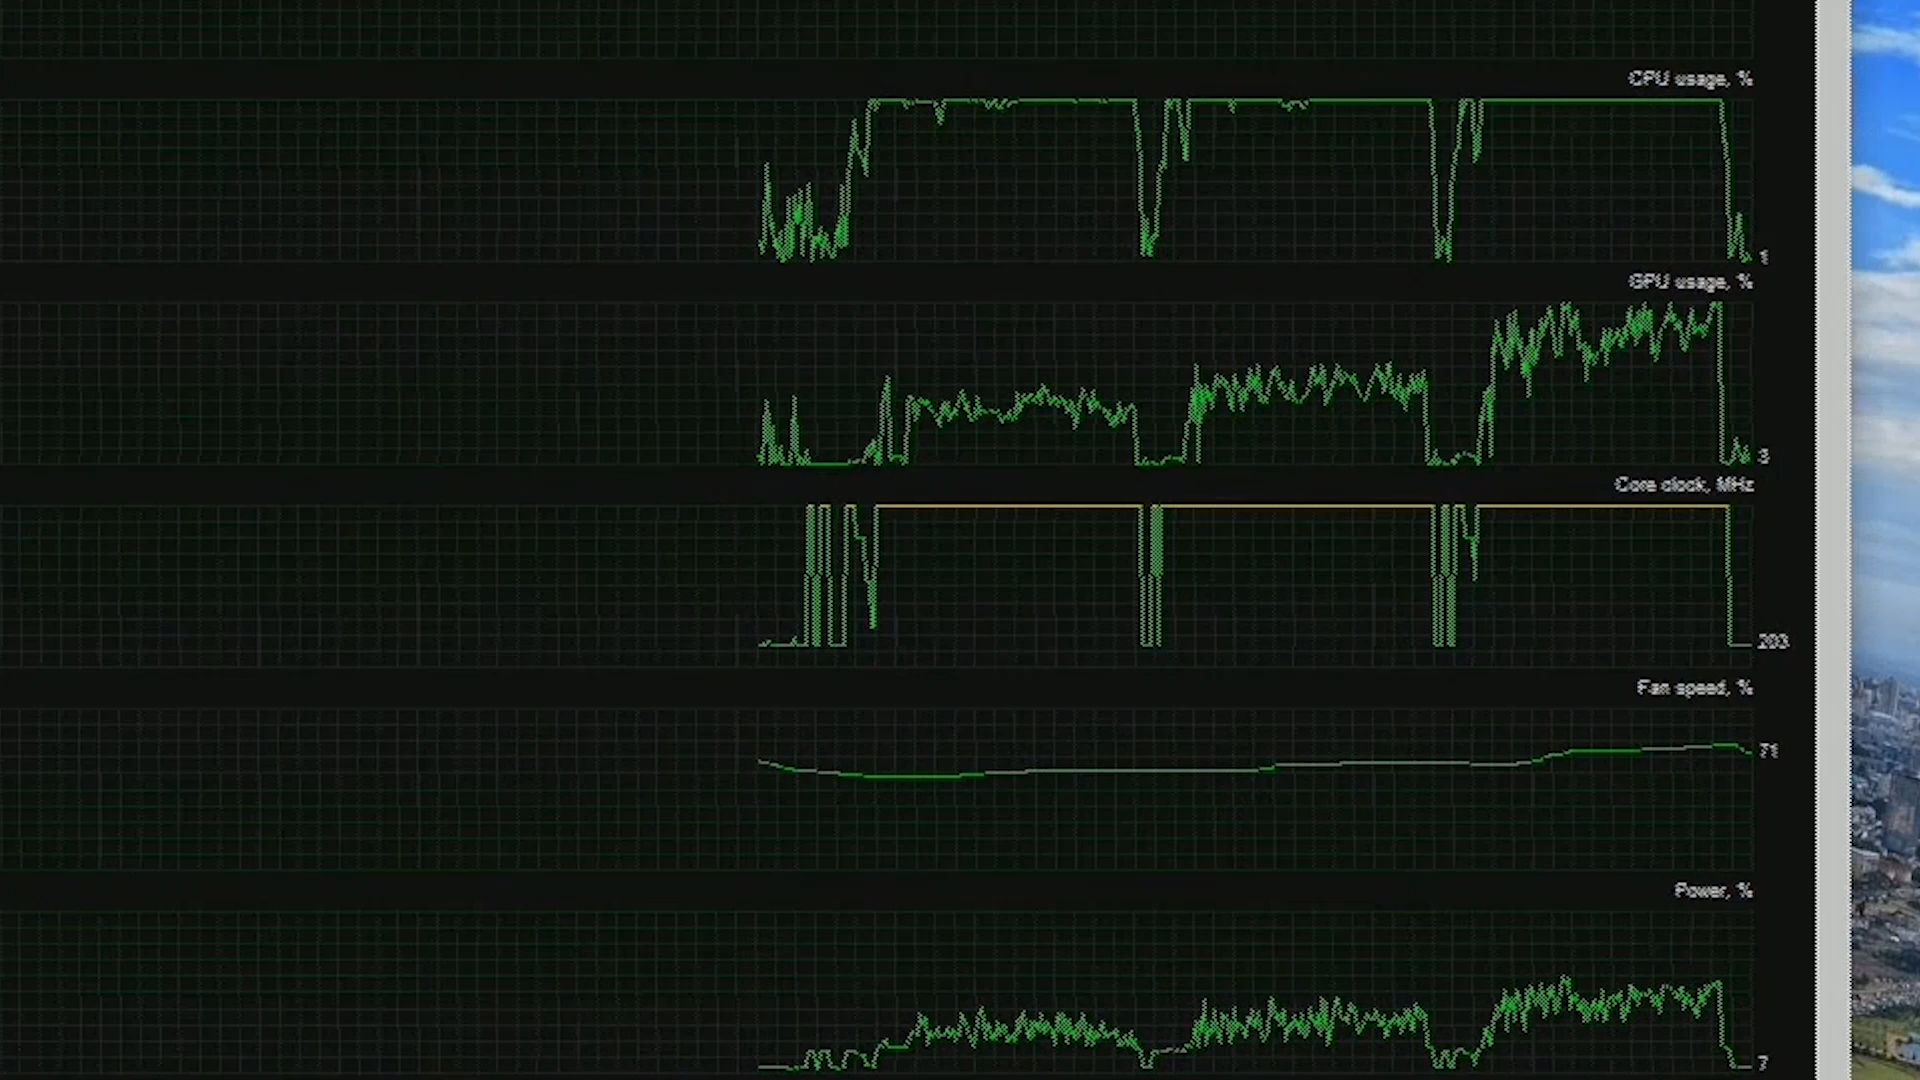 CPU usage, %
1
GPU usage, %
3
Core clock, MHz
203
Fan speed, %
71
Power, %
7